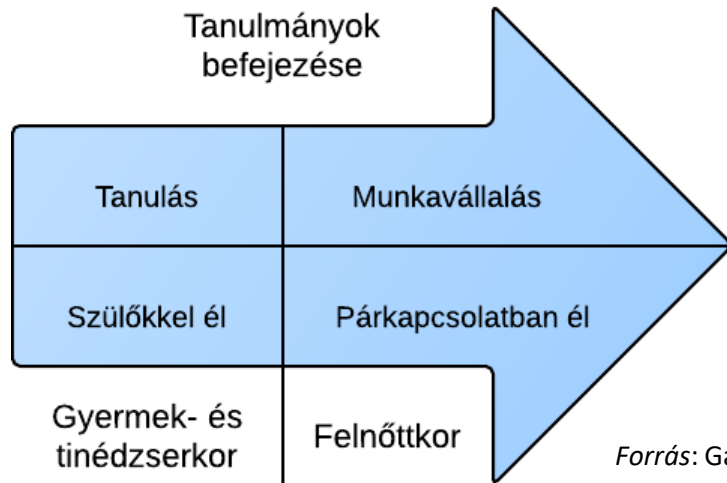 Tanulmányok
befejezése
Tanulás
Munkavállalás
Szülőkkel él
Párkapcsolatban él
Gyermek- és
tinédzserkor
Felnőttkor
Forrás: